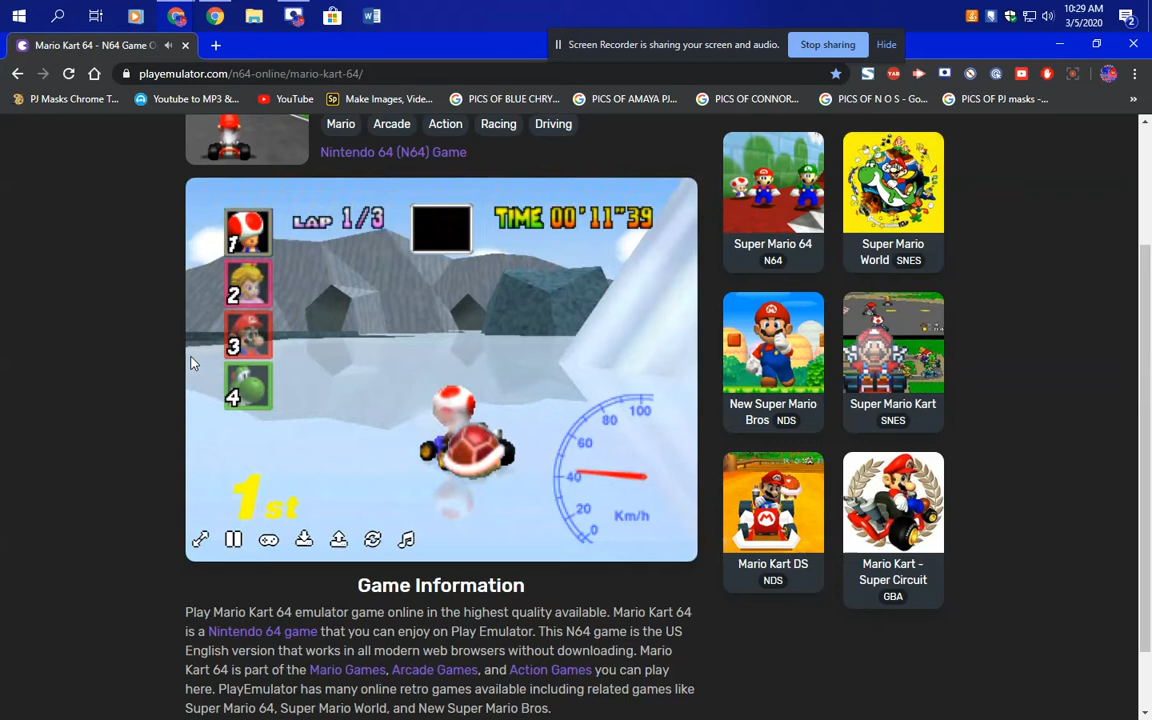 10:29 AM
3/5/2020
2
Mario Kart 64 - N64 Game O
Screen Recorder is sharing your screen and audio.
Stop sharing
Hide
playemulator.com/n64-online/mario-kart-64/
PJ Masks Chrome T...
Youtube to MP3 &...
YouTube
Sp
Make Images, Vide...
PICS OF BLUE CHRY...
PICS OF AMAYA PJ...
PICS OF CONNOR...
PICS OF N O S - Go...
PICS OF PJ masks -...
Mario
Arcade
Action
Racing
Driving
Nintendo 64 (N64) Game
LAP 1/3
TIME 00'11"39
1
2
3
4
1st
100
80
60
40
20
0
Km/h
Super Mario 64
N64
Super Mario
World SNES
New Super Mario
Bros NDS
Super Mario Kart
SNES
Mario Kart DS
NDS
Mario Kart -
Super Circuit
GBA
Game Information
Play Mario Kart 64 emulator game online in the highest quality available. Mario Kart 64
is a Nintendo 64 game that you can enjoy on Play Emulator. This N64 game is the US
English version that works in all modern web browsers without downloading. Mario
Kart 64 is part of the Mario Games, Arcade Games, and Action Games you can play
here. PlayEmulator has many online retro games available including related games like
Super Mario 64, Super Mario World, and New Super Mario Bros.